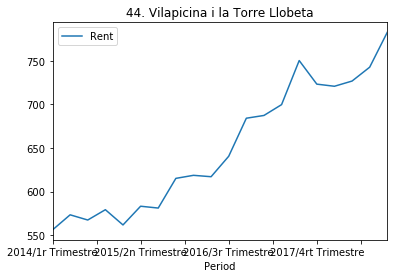 44. Vilapicina i la Torre Llobeta
Rent
750
700
650
600
550
2014/1r Trimestre 2015/2n Trimestre 2016/3r Trimestre 2017/4rt Trimestre
Period